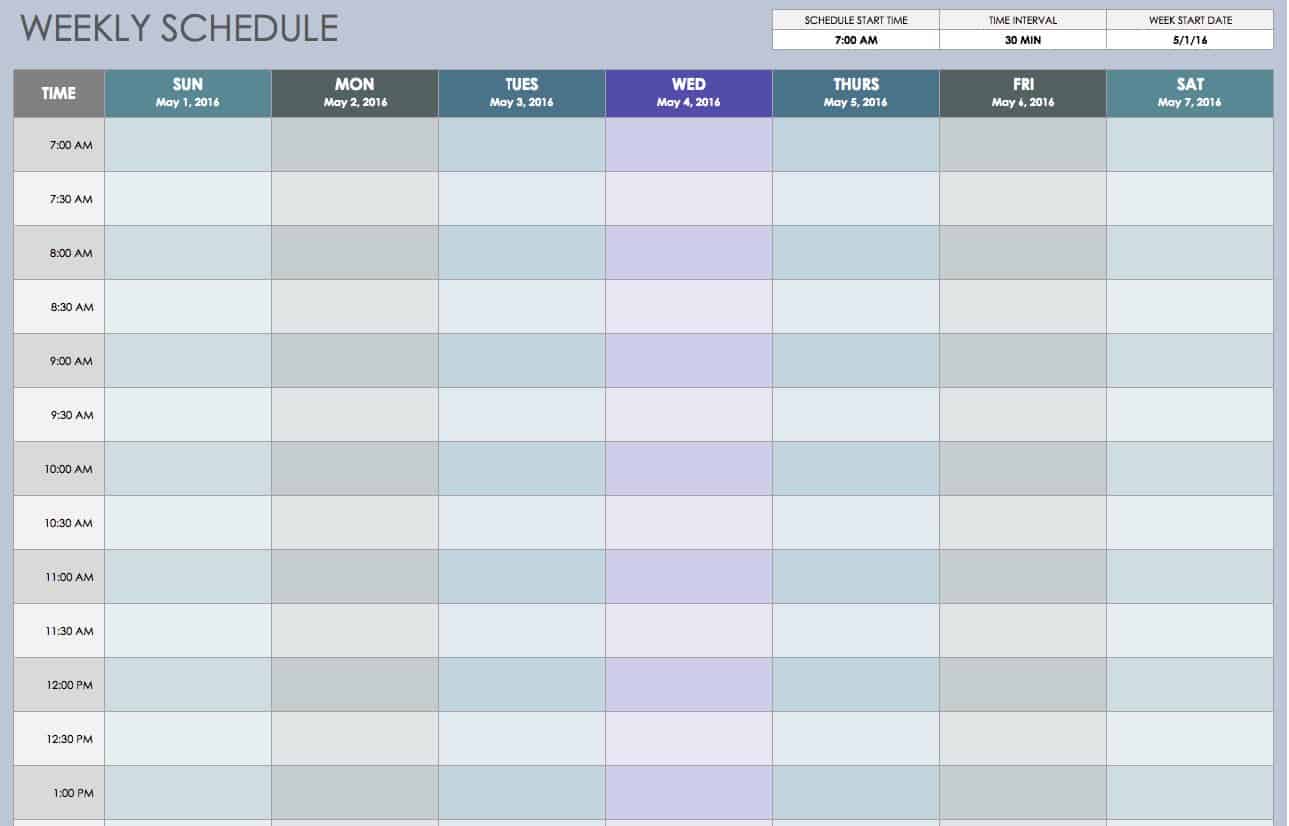 WEEKLY SCHEDULE
SCHEDULE START TIME TIME INTERVAL WEEK START DATE
7:00 AM 30 MIN 5/1/16
TIME SUN MON TUES WED THURS FRI SAT
May 1, 2016 May 2, 2016 May 3, 2016 May 4, 2016 May 5, 2016 May 6, 2016 May 7, 2016
7:00 AM
7:30 AM
8:00 AM
8:30 AM
9:00 AM
9:30 AM
10:00 AM
10:30 AM
11:00 AM
11:30 AM
12:00 PM
12:30 PM
1:00 PM